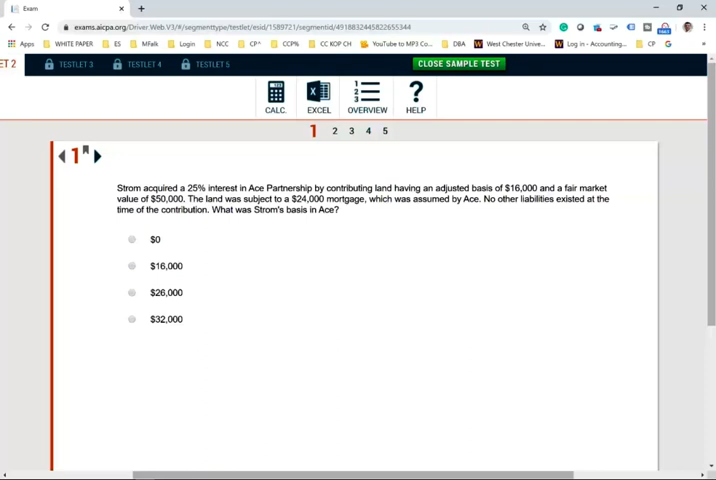 Exam
exams.aicpa.org/Driver.Web.V3/#/segmenttype/testlet/esid/1589721/segmentid/4918832445822655344
Apps WHITE PAPER ES MFalk Login CP^ CCP% CC KOP CH YouTube to MP3 Co... DBA West Chester Unive... Log in - Accounting... CP
ET 2 TESTLET 3 TESTLET 4 TESTLET 5 CLOSE SAMPLE TEST
CALC. EXCEL OVERVIEW HELP
1 2 3 4 5
1
Strom acquired a 25% interest in Ace Partnership by contributing land having an adjusted basis of $16,000 and a fair market
value of $50,000. The land was subject to a $24,000 mortgage, which was assumed by Ace. No other liabilities existed at the
time of the contribution. What was Strom's basis in Ace?
$0
$16,000
$26,000
$32,000